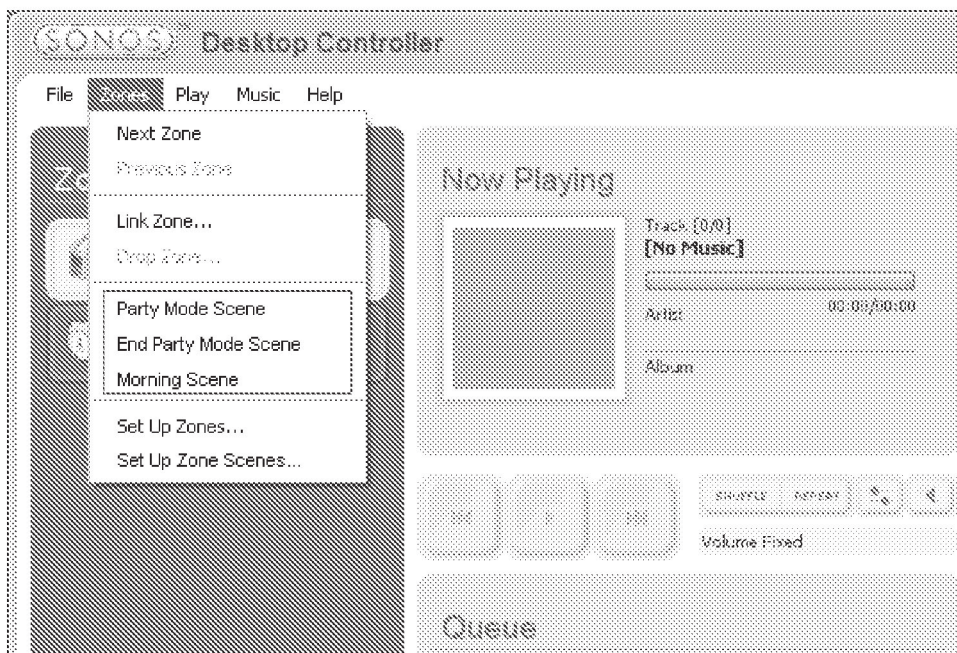 SONOS™ Desktop Controller
File Zones Play Music Help
Next Zone
Previous Zone
Link Zone...
Drop Zone...
Party Mode Scene
End Party Mode Scene
Morning Scene
Set Up Zones...
Set Up Zone Scenes...
Zo
Now Playing
Track [0/0]
[No Music]
00:00/00:00
Artist
Album
SHUFFLE REPEAT
Volume Fixed
Queue